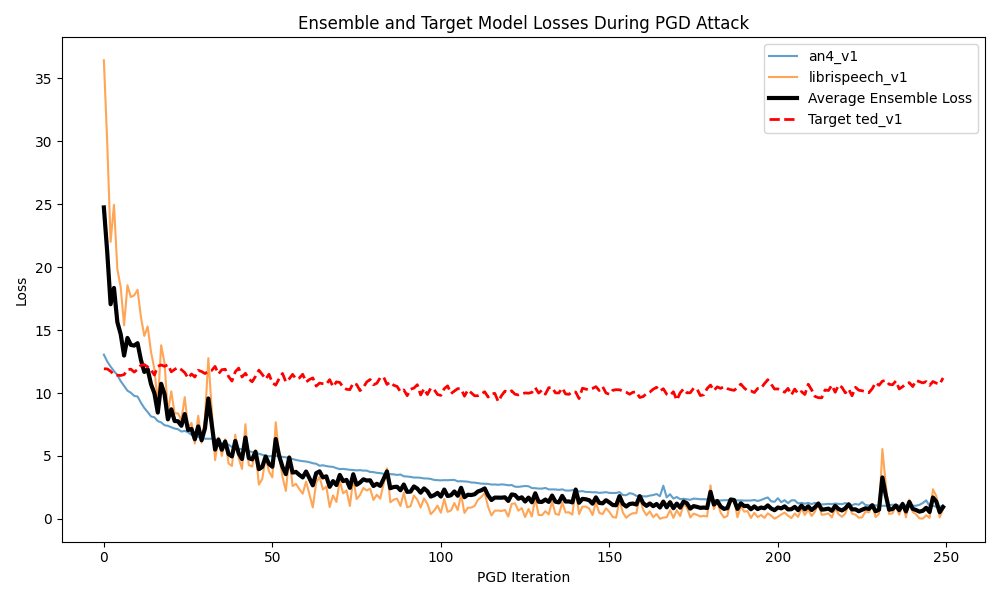 Ensemble and Target Model Losses During PGD Attack
an4_v1
librispeech_v1
Average Ensemble Loss
Target ted_v1
Loss
35
30
25
20
15
10
5
0
0 50 100 150 200 250
PGD Iteration